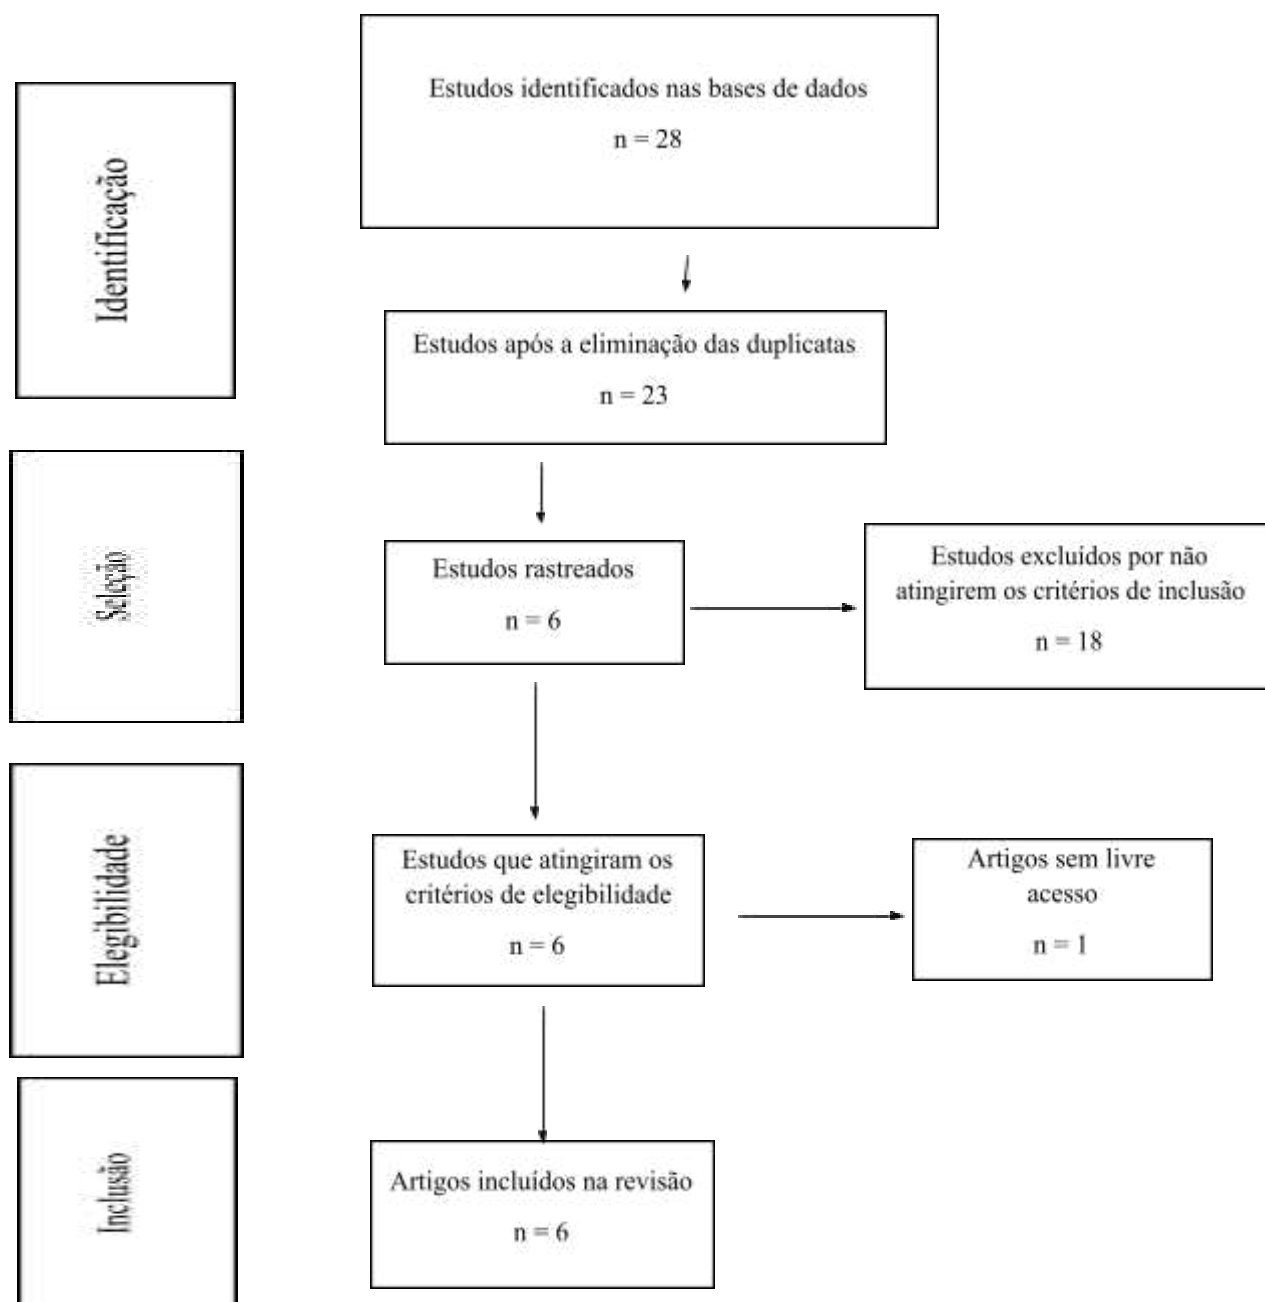 Identificação
Estudos identificados nas bases de dados
n = 28
Estudos após a eliminação das duplicatas
n = 23
Seleção
Estudos rastreados
n = 6
Estudos excluídos por não
atingirem os critérios de inclusão
n = 18
Elegibilidade
Estudos que atingiram os
critérios de elegibilidade
n = 6
Artigos sem livre
acesso
n = 1
Inclusão
Artigos incluídos na revisão
n = 6